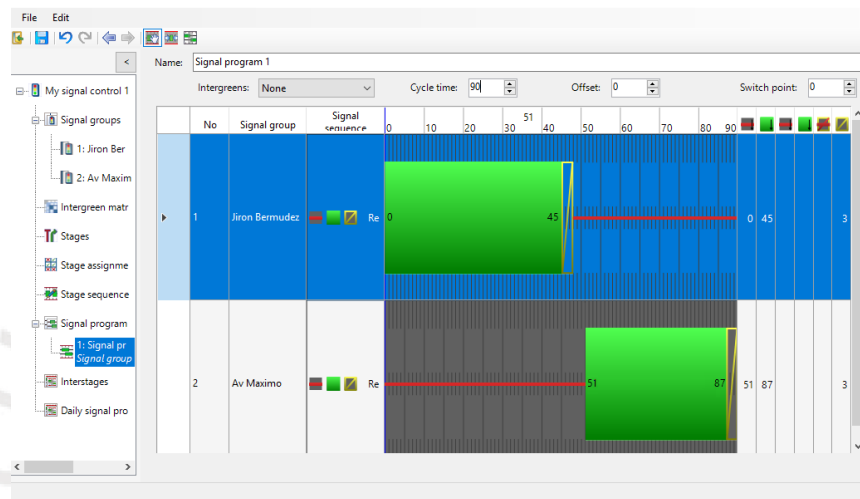 File Edit
<
Name: Signal program 1
My signal control 1
Intergreens: None Cycle time: 90 Offset: 0 Switch point: 0
Signal groups
1: Jiron Ber
2: Av Maxim
Intergreen matr
Stages
Stage assignme
Stage sequence
Signal program
1: Signal pr
Signal group
Interstages
Daily signal pro
No Signal group Signal sequence 0 10 20 30 51 40 50 60 70 80 90
1 Jiron Bermudez Re 0 45 0 45 3
2 Av Maximo Re 51 87 51 87 3
< >